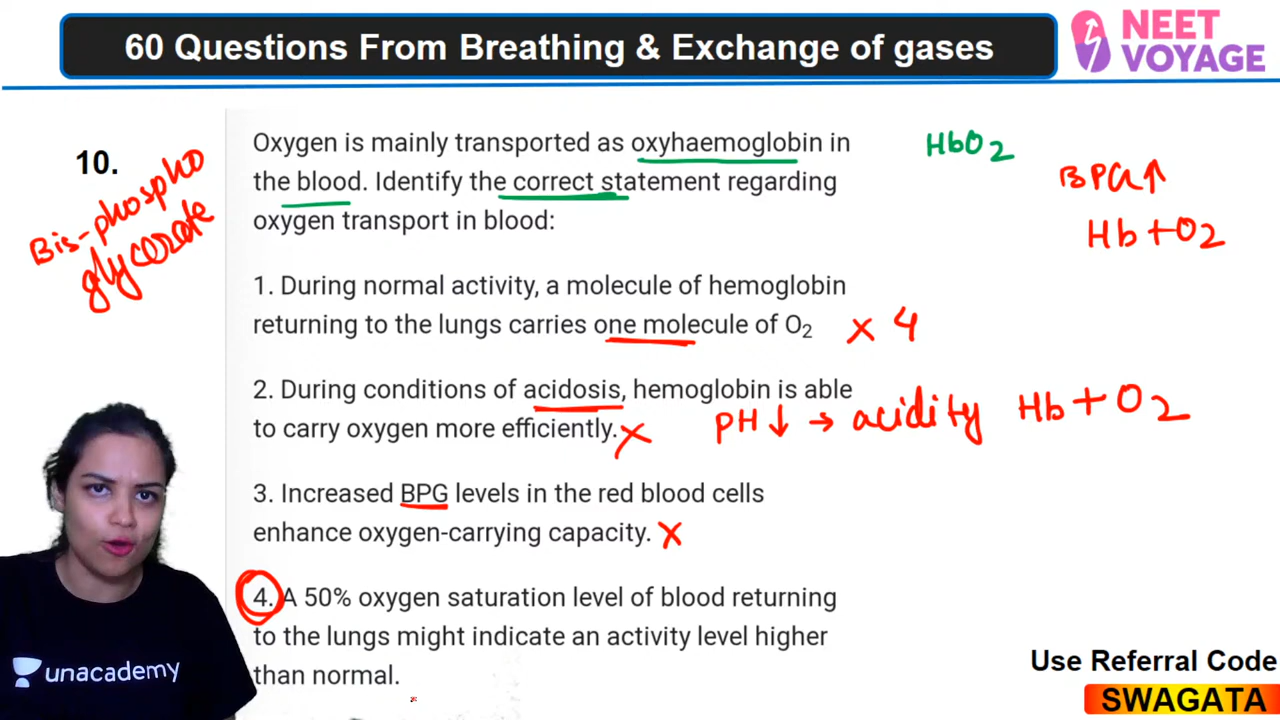 60 Questions From Breathing & Exchange of gases
NEET
VOYAGE
10.
Bis-phospho
glycerate
Oxygen is mainly transported as oxyhaemoglobin in
the blood. Identify the correct statement regarding
oxygen transport in blood:
HbO2
BPG↑
Hb + O2
1. During normal activity, a molecule of hemoglobin
returning to the lungs carries one molecule of O₂
x 4
2. During conditions of acidosis, hemoglobin is able
to carry oxygen more efficiently. x
pH↓ → acidity Hb + O2
3. Increased BPG levels in the red blood cells
enhance oxygen-carrying capacity. x
4. A 50% oxygen saturation level of blood returning
to the lungs might indicate an activity level higher
than normal.
unacademy
Use Referral Code
SWAGATA